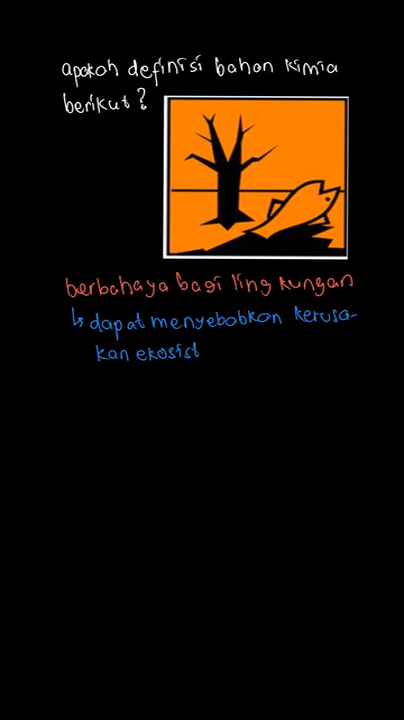 apakah definisi bahan kimia
berikut?
berbahaya bagi lingkungan
↳ dapat menyebabkan kerusa-
kan ekosist